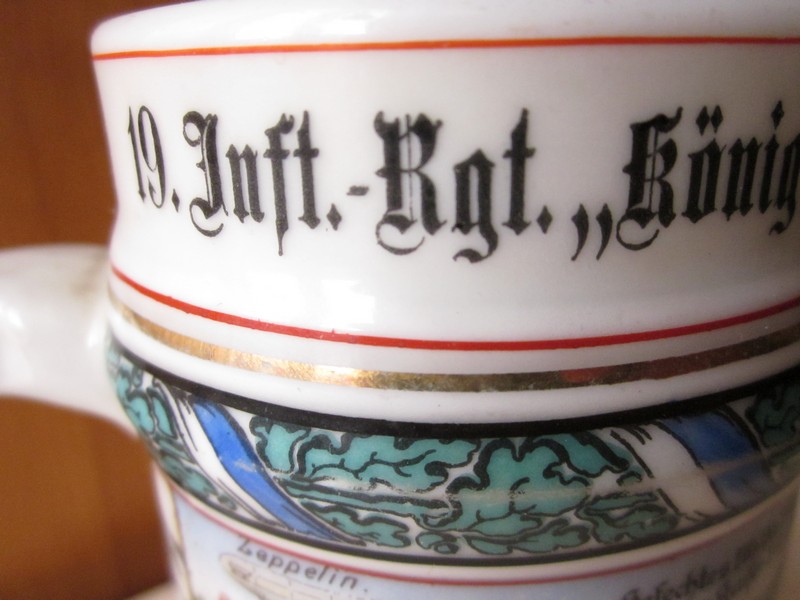 19. Inft.-Rgt. „König
Zeppelin.